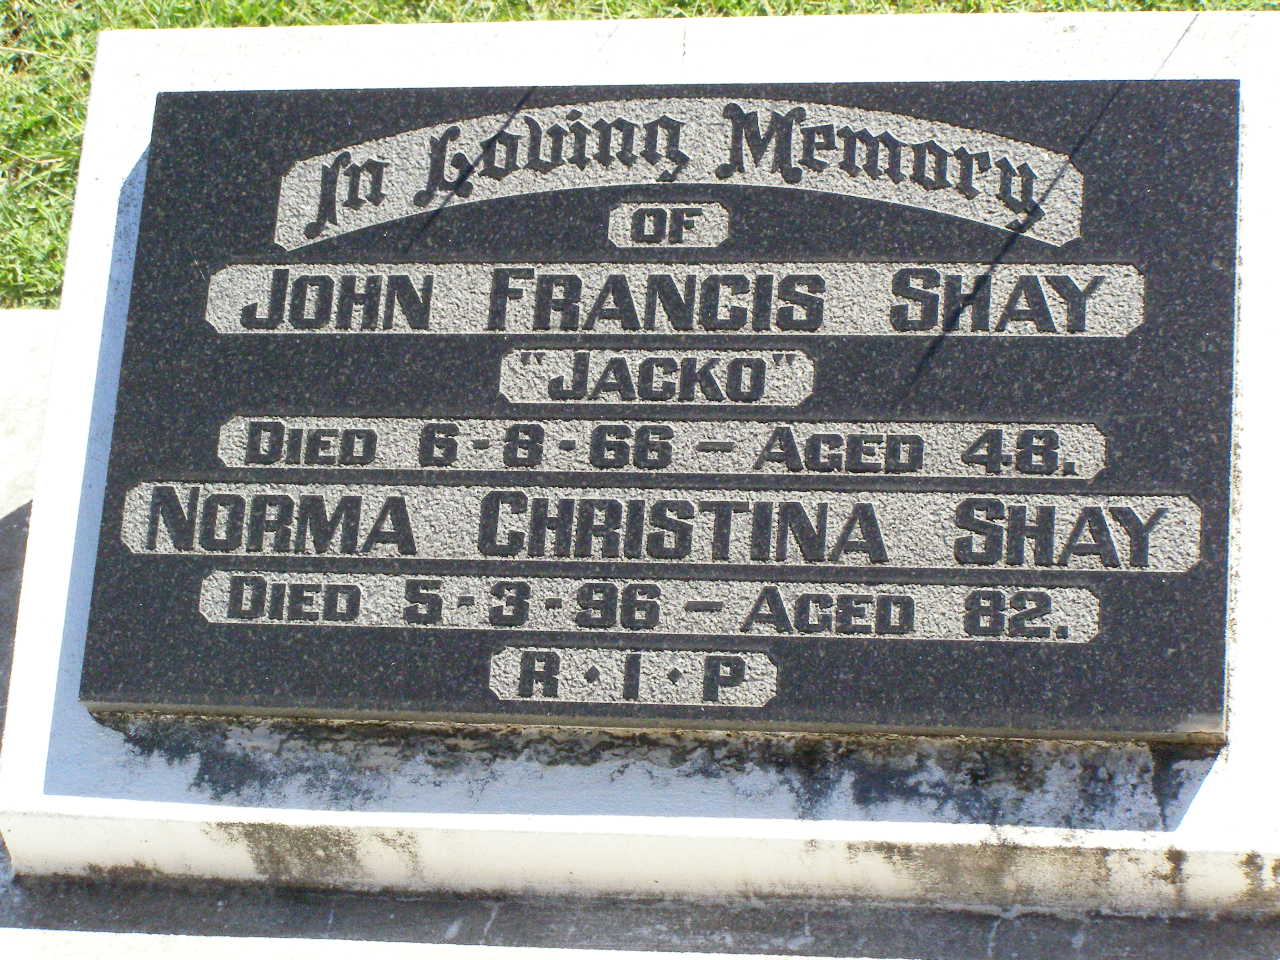 In Loving Memory
OF
JOHN FRANCIS SHAY
"JACKO"
DIED 6-8-66 - AGED 48.
NORMA CHRISTINA SHAY
DIED 5-3-96 - AGED 82.
R·I·P